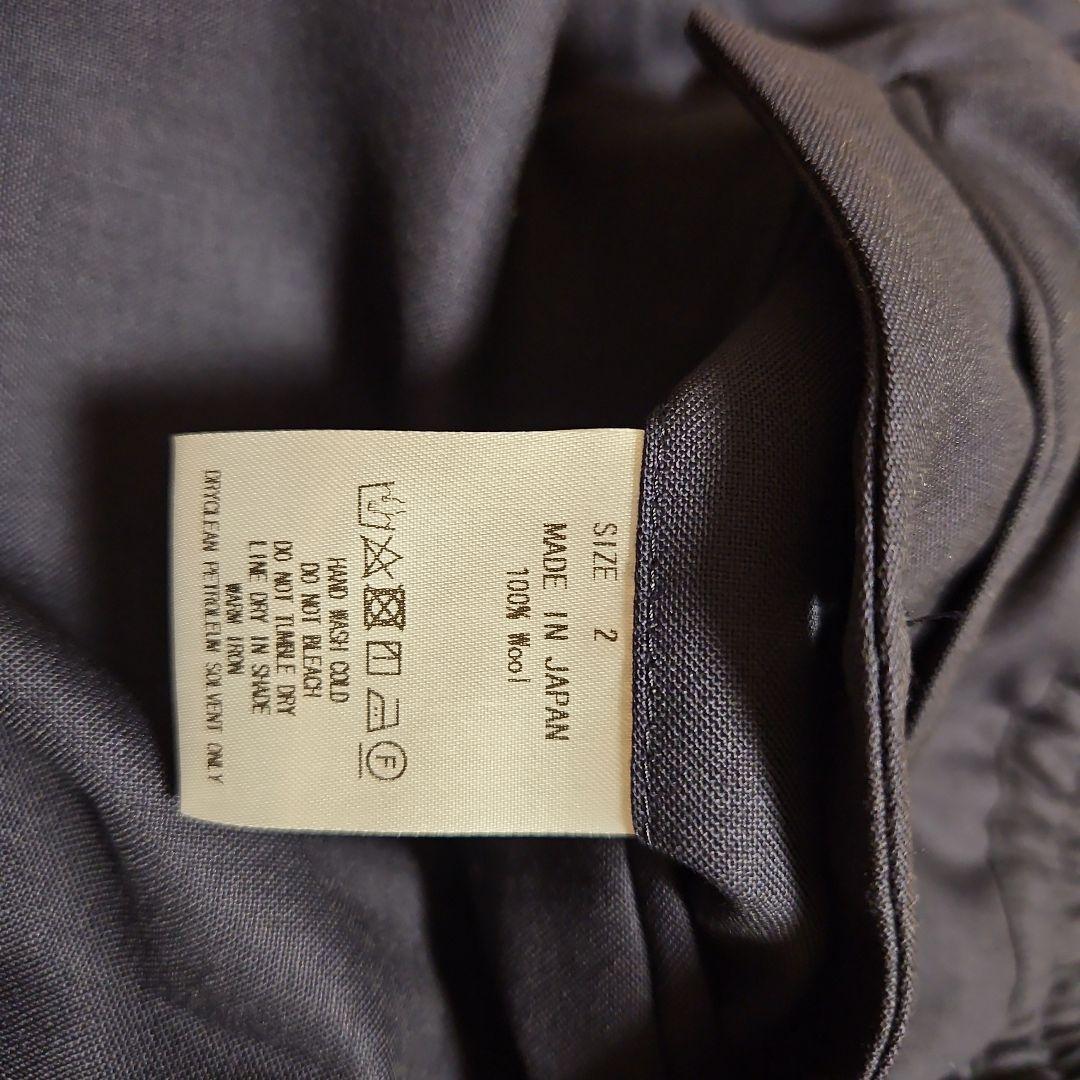 SIZE 2
MADE IN JAPAN
100% Wool
F
HAND WASH COLD
DO NOT BLEACH
DO NOT TUMBLE DRY
LINE DRY IN SHADE
WARM IRON
DRYCLEAN PETROLEUM SOLVENT ONLY